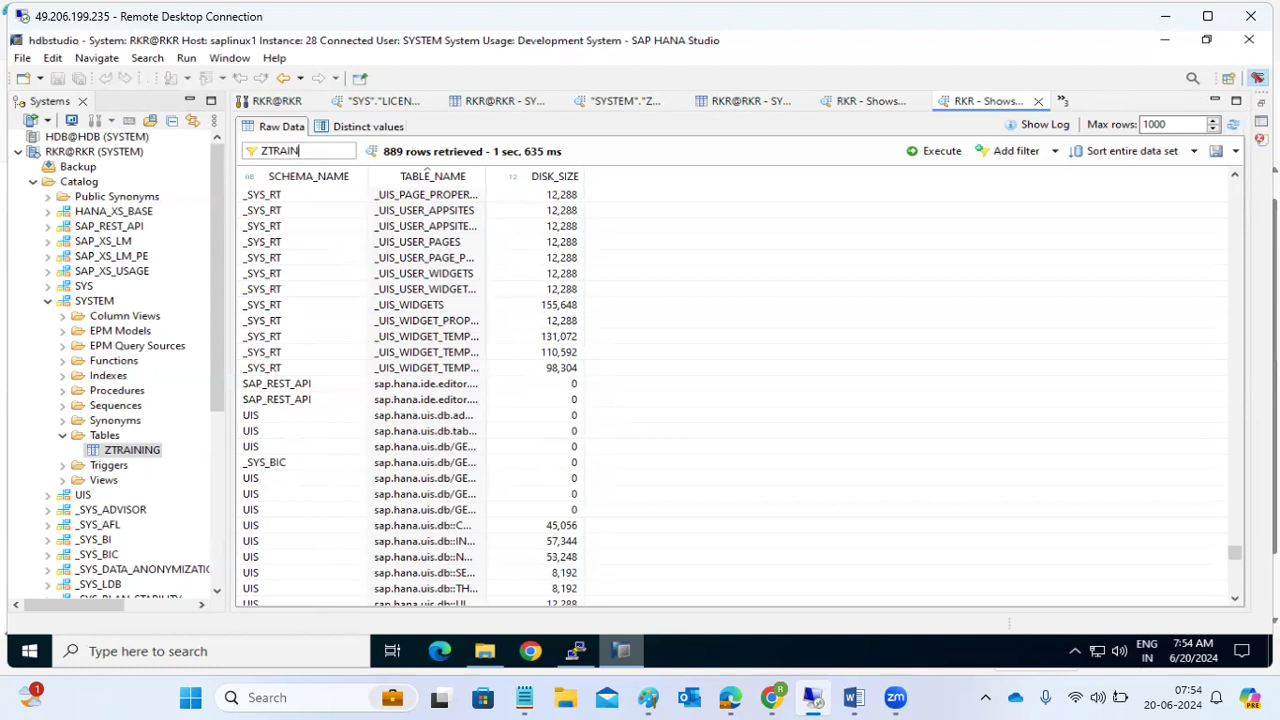 49.206.199.235 - Remote Desktop Connection
hdbstudio - System: RKR@RKR Host: saplinux1 Instance: 28 Connected User: SYSTEM System Usage: Development System - SAP HANA Studio
File Edit Navigate Search Run Window Help
Systems
RKR@RKR "SYS"."LICEN... RKR@RKR - SY... "SYSTEM"."Z... RKR@RKR - SY... RKR - Shows... RKR - Shows...
HDB@HDB (SYSTEM)
RKR@RKR (SYSTEM)
Backup
Catalog
Public Synonyms
HANA_XS_BASE
SAP_REST_API
SAP_XS_LM
SAP_XS_LM_PE
SAP_XS_USAGE
SYS
SYSTEM
Column Views
EPM Models
EPM Query Sources
Functions
Indexes
Procedures
Sequences
Synonyms
Tables
ZTRAINING
Triggers
Views
UIS
_SYS_ADVISOR
_SYS_AFL
_SYS_BI
_SYS_BIC
_SYS_DATA_ANONYMIZATIC
_SYS_LDB
_SYS_PLAN_STABILITY
Raw Data Distinct values Show Log Max rows: 1000
ZTRAIN 889 rows retrieved - 1 sec, 635 ms Execute Add filter Sort entire data set
SCHEMA_NAME TABLE_NAME 12 DISK_SIZE
_SYS_RT _UIS_PAGE_PROPER... 12,288
_SYS_RT _UIS_USER_APPSITES 12,288
_SYS_RT _UIS_USER_APPSITE... 12,288
_SYS_RT _UIS_USER_PAGES 12,288
_SYS_RT _UIS_USER_PAGE_P... 12,288
_SYS_RT _UIS_USER_WIDGETS 12,288
_SYS_RT _UIS_USER_WIDGET... 12,288
_SYS_RT _UIS_WIDGETS 155,648
_SYS_RT _UIS_WIDGET_PROP... 12,288
_SYS_RT _UIS_WIDGET_TEMP... 131,072
_SYS_RT _UIS_WIDGET_TEMP... 110,592
_SYS_RT _UIS_WIDGET_TEMP... 98,304
SAP_REST_API sap.hana.ide.editor.... 0
SAP_REST_API sap.hana.ide.editor.... 0
UIS sap.hana.uis.db.ad... 0
UIS sap.hana.uis.db.tab... 0
UIS sap.hana.uis.db/GE... 0
_SYS_BIC sap.hana.uis.db/GE... 0
UIS sap.hana.uis.db/GE... 0
UIS sap.hana.uis.db/GE... 0
UIS sap.hana.uis.db/GE... 0
UIS sap.hana.uis.db::C... 45,056
UIS sap.hana.uis.db::IN... 57,344
UIS sap.hana.uis.db::N... 53,248
UIS sap.hana.uis.db::SE... 8,192
UIS sap.hana.uis.db::TH... 8,192
UIS sap.hana.uis.db::UI... 12,288
Type here to search ENG 7:54 AM
IN 6/20/2024
1 Search 07:54
20-06-2024
PRE